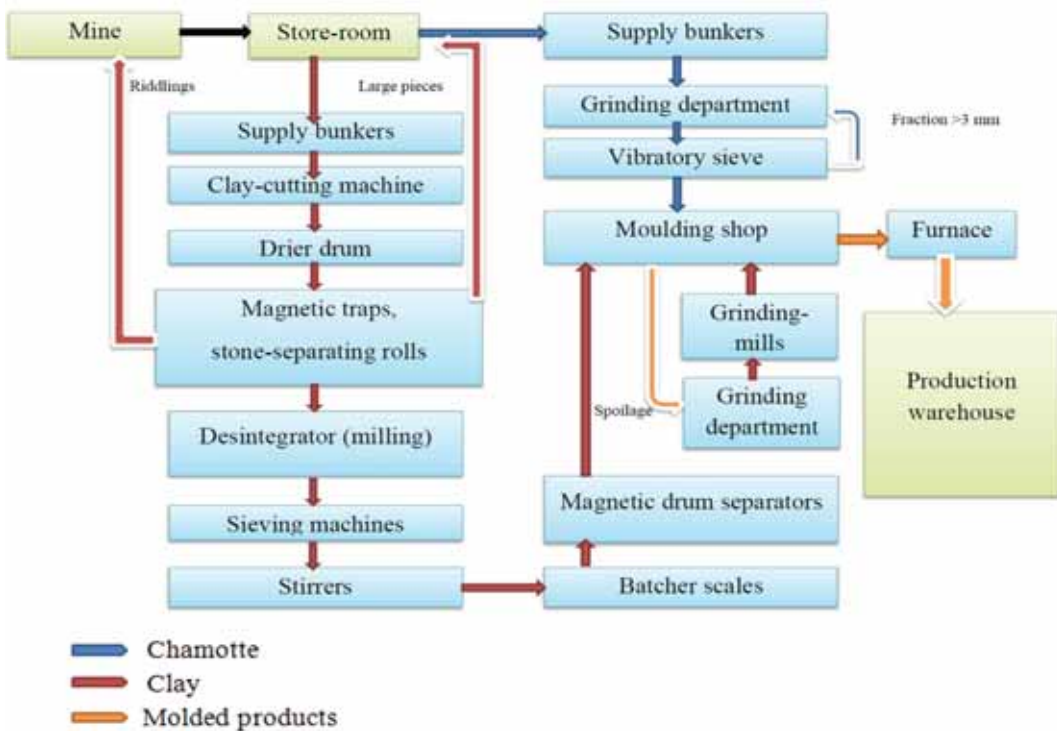 Mine
Store-room
Supply bunkers
Riddlings
Large pieces
Grinding department
Fraction >3 mm
Supply bunkers
Vibratory sieve
Clay-cutting machine
Moulding shop
Furnace
Drier drum
Magnetic traps,
stone-separating rolls
Grinding-
mills
Production
warehouse
Spoilage
Grinding
department
Desintegrator (milling)
Magnetic drum separators
Sieving machines
Stirrers
Batcher scales
Chamotte
Clay
Molded products